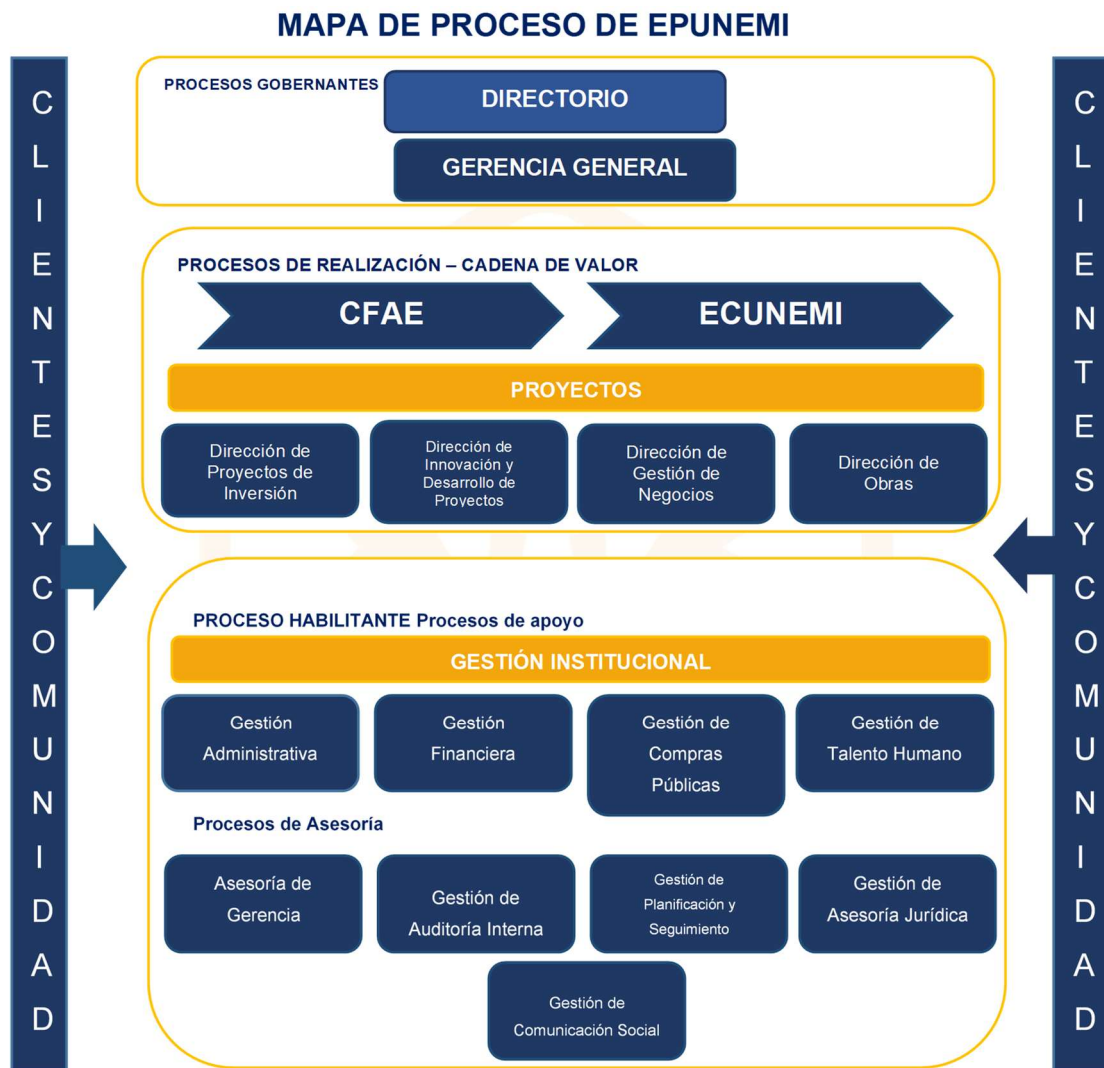 MAPA DE PROCESO DE EPUNEMI
CLIENTES Y COMUNIDAD
PROCESOS GOBERNANTES
DIRECTORIO
GERENCIA GENERAL
PROCESOS DE REALIZACIÓN – CADENA DE VALOR
CFAE
ECUNEMI
PROYECTOS
Dirección de
Proyectos de
Inversión
Dirección de
Innovación y
Desarrollo de
Proyectos
Dirección de
Gestión de
Negocios
Dirección de
Obras
PROCESO HABILITANTE Procesos de apoyo
GESTIÓN INSTITUCIONAL
Gestión
Administrativa
Gestión
Financiera
Gestión de
Compras
Públicas
Gestión de
Talento Humano
Procesos de Asesoría
Asesoría de
Gerencia
Gestión de
Auditoría Interna
Gestión de
Planificación y
Seguimiento
Gestión de
Asesoría Jurídica
Gestión de
Comunicación Social
CLIENTES Y COMUNIDAD